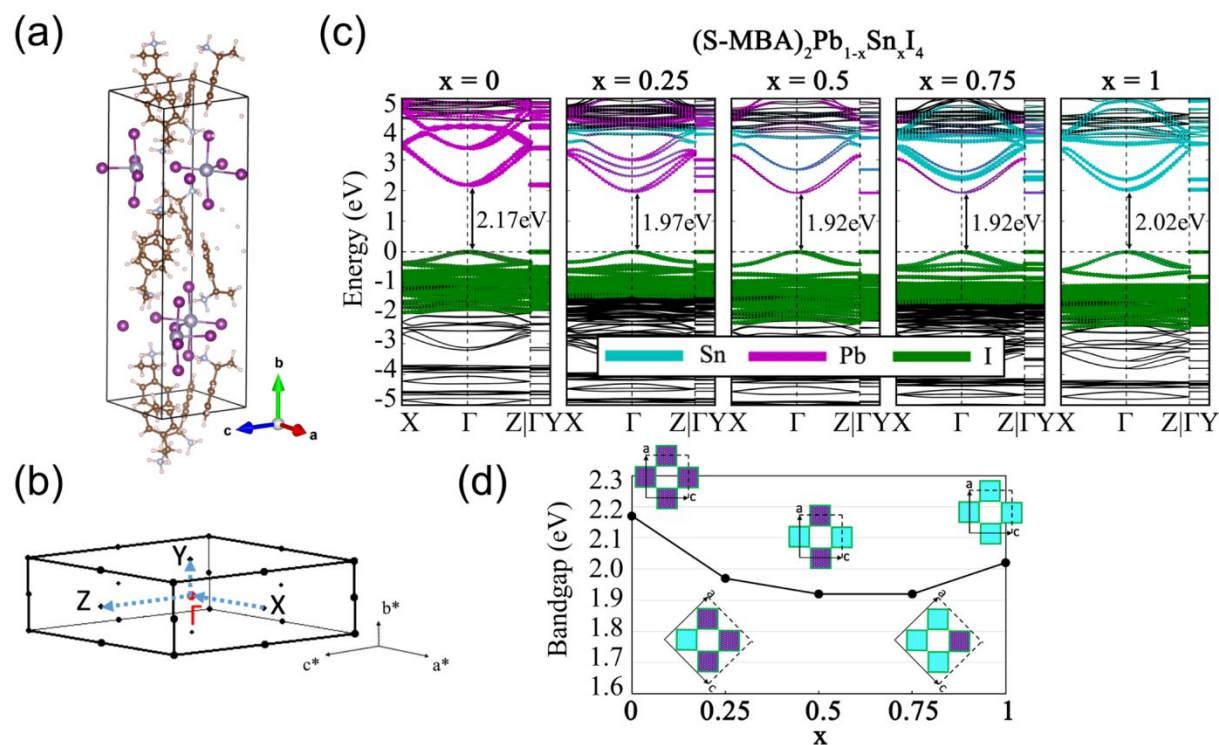 (a)
b
c
a
(b)
Y
Z
Γ
X
b*
c*
a*
(c)
(S-MBA)₂Pb₁₋ₓSnₓI₄
x = 0
x = 0.25
x = 0.5
x = 0.75
x = 1
Energy (eV)
5
4
3
2
1
0
-1
-2
-3
-4
-5
2.17eV
1.97eV
1.92eV
1.92eV
2.02eV
Sn
Pb
I
X Γ Z|ΓY
X Γ Z|ΓY
X Γ Z|ΓY
X Γ Z|ΓY
X Γ Z|ΓY
(d)
Bandgap (eV)
2.3
2.2
2.1
2.0
1.9
1.8
1.7
1.6
a
c
a
c
a
c
a
c
a
c
0
0.25
0.5
0.75
1
x